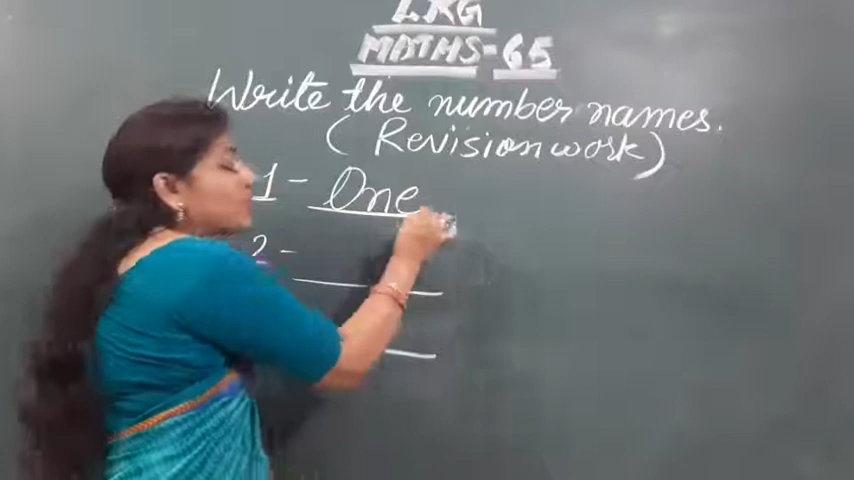 LKG
MATHS-65
Write the number names.
(Revision work)
1 - One
2 -